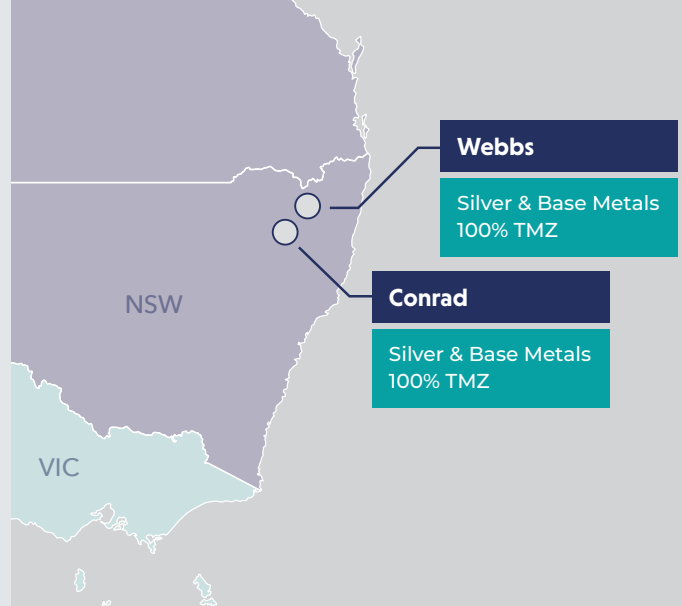 Webbs
Silver & Base Metals
100% TMZ
Conrad
Silver & Base Metals
100% TMZ
NSW
VIC